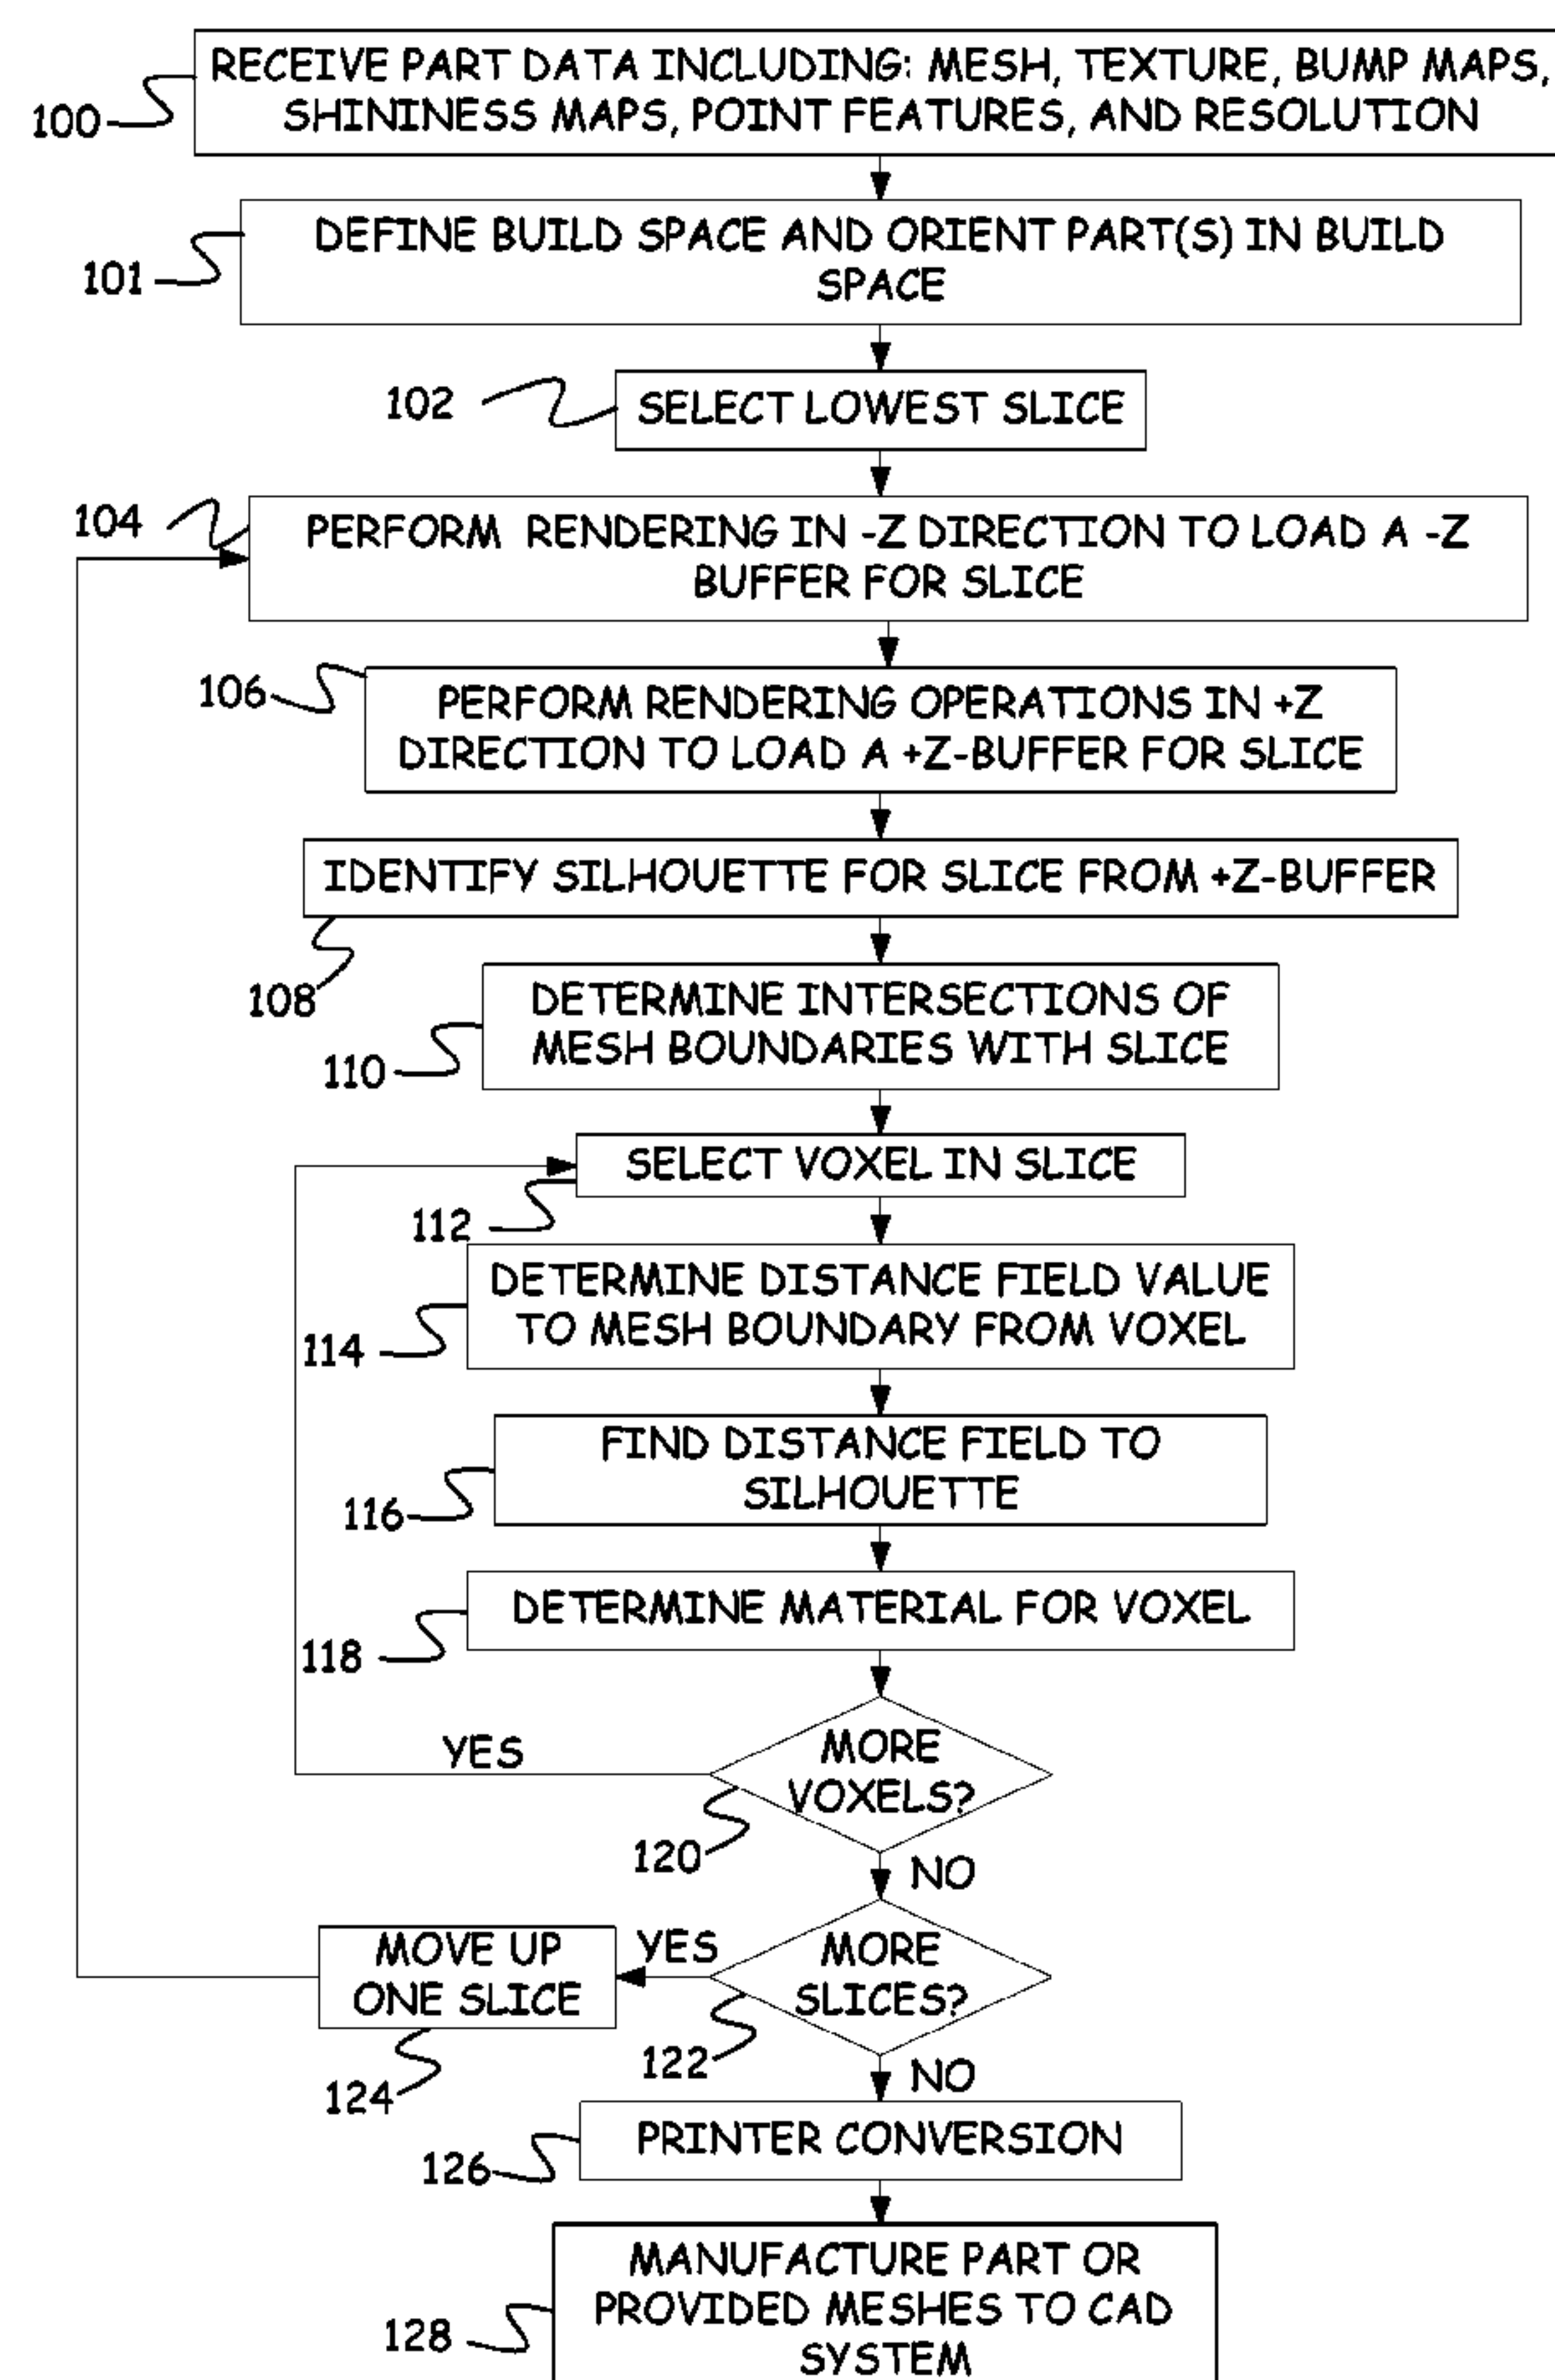 RECEIVE PART DATA INCLUDING: MESH, TEXTURE, BUMP MAPS,
SHININESS MAPS, POINT FEATURES, AND RESOLUTION
100
DEFINE BUILD SPACE AND ORIENT PART(S) IN BUILD
SPACE
101
102
SELECT LOWEST SLICE
104
PERFORM RENDERING IN -Z DIRECTION TO LOAD A -Z
BUFFER FOR SLICE
106
PERFORM RENDERING OPERATIONS IN +Z
DIRECTION TO LOAD A +Z-BUFFER FOR SLICE
IDENTIFY SILHOUETTE FOR SLICE FROM +Z-BUFFER
108
DETERMINE INTERSECTIONS OF
MESH BOUNDARIES WITH SLICE
110
SELECT VOXEL IN SLICE
112
DETERMINE DISTANCE FIELD VALUE
TO MESH BOUNDARY FROM VOXEL
114
FIND DISTANCE FIELD TO
SILHOUETTE
116
DETERMINE MATERIAL FOR VOXEL
118
YES
MORE
VOXELS?
120
NO
MOVE UP
ONE SLICE
YES
MORE
SLICES?
122
124
NO
PRINTER CONVERSION
126
MANUFACTURE PART OR
PROVIDED MESHES TO CAD
SYSTEM
128